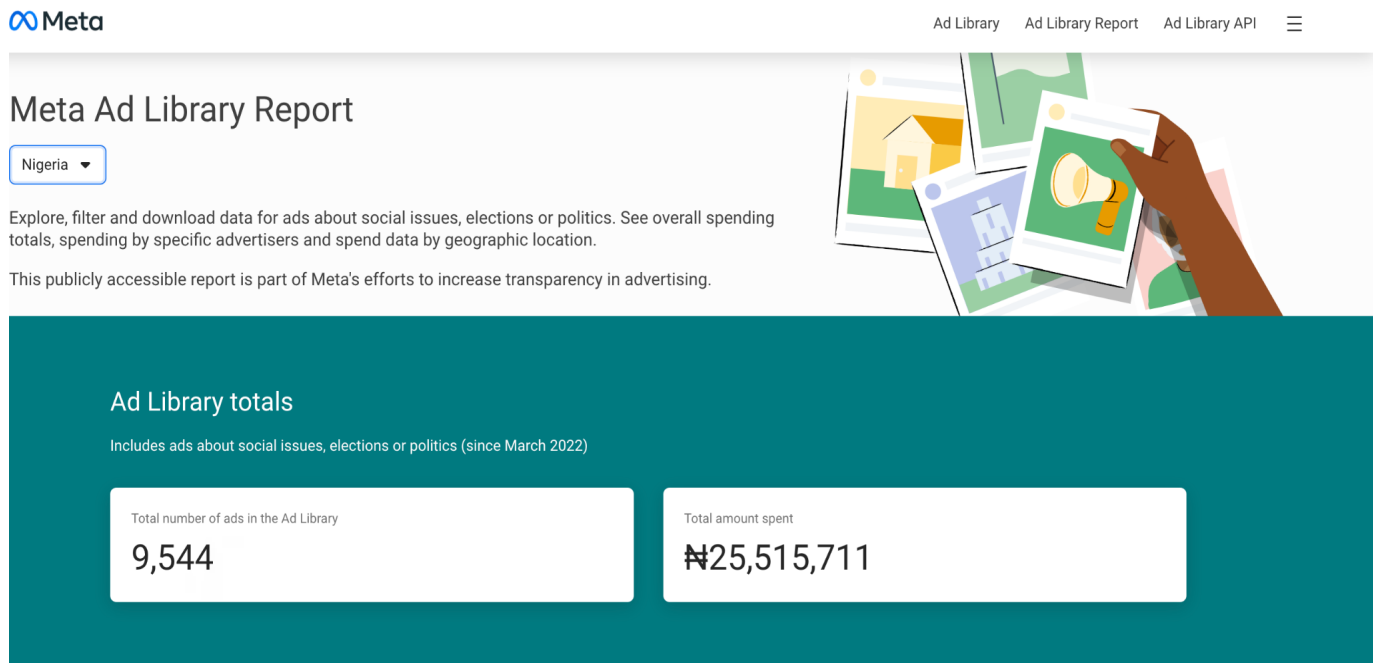 Meta
Ad Library Ad Library Report Ad Library API
Meta Ad Library Report
Nigeria
Explore, filter and download data for ads about social issues, elections or politics. See overall spending
totals, spending by specific advertisers and spend data by geographic location.
This publicly accessible report is part of Meta's efforts to increase transparency in advertising.
Ad Library totals
Includes ads about social issues, elections or politics (since March 2022)
Total number of ads in the Ad Library
9,544
Total amount spent
₦25,515,711